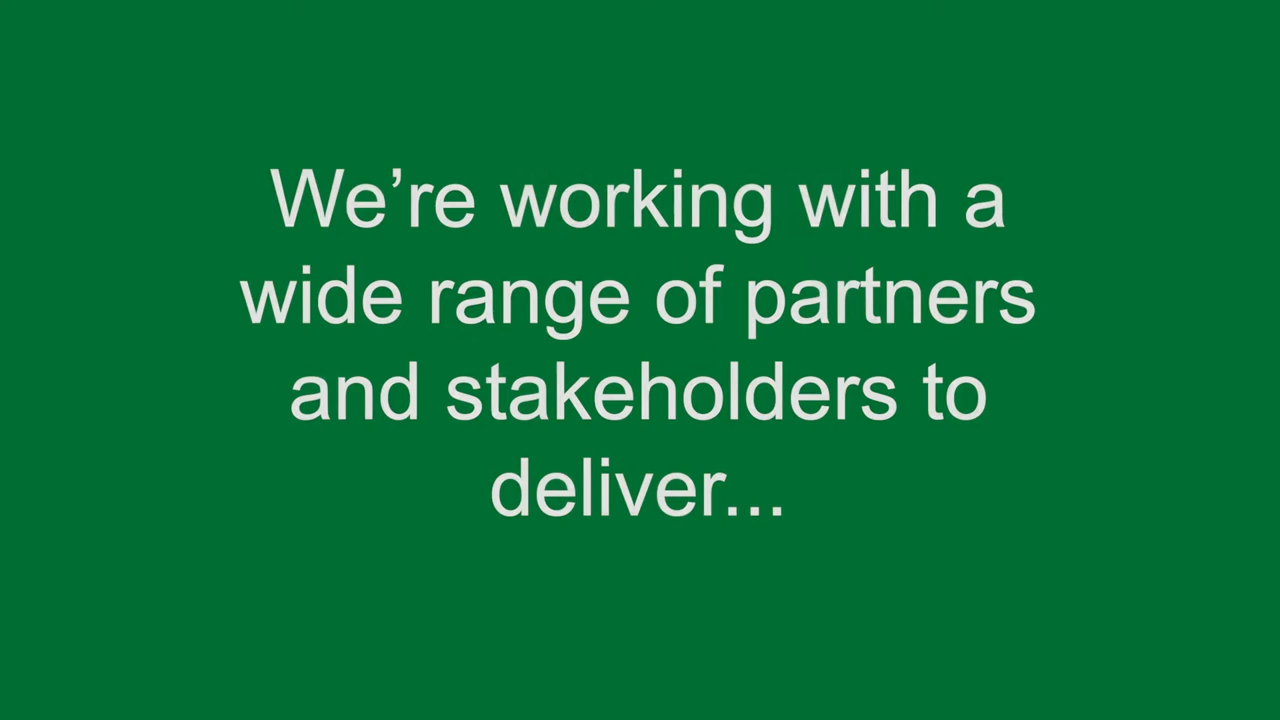 We’re working with a
wide range of partners
and stakeholders to
deliver...